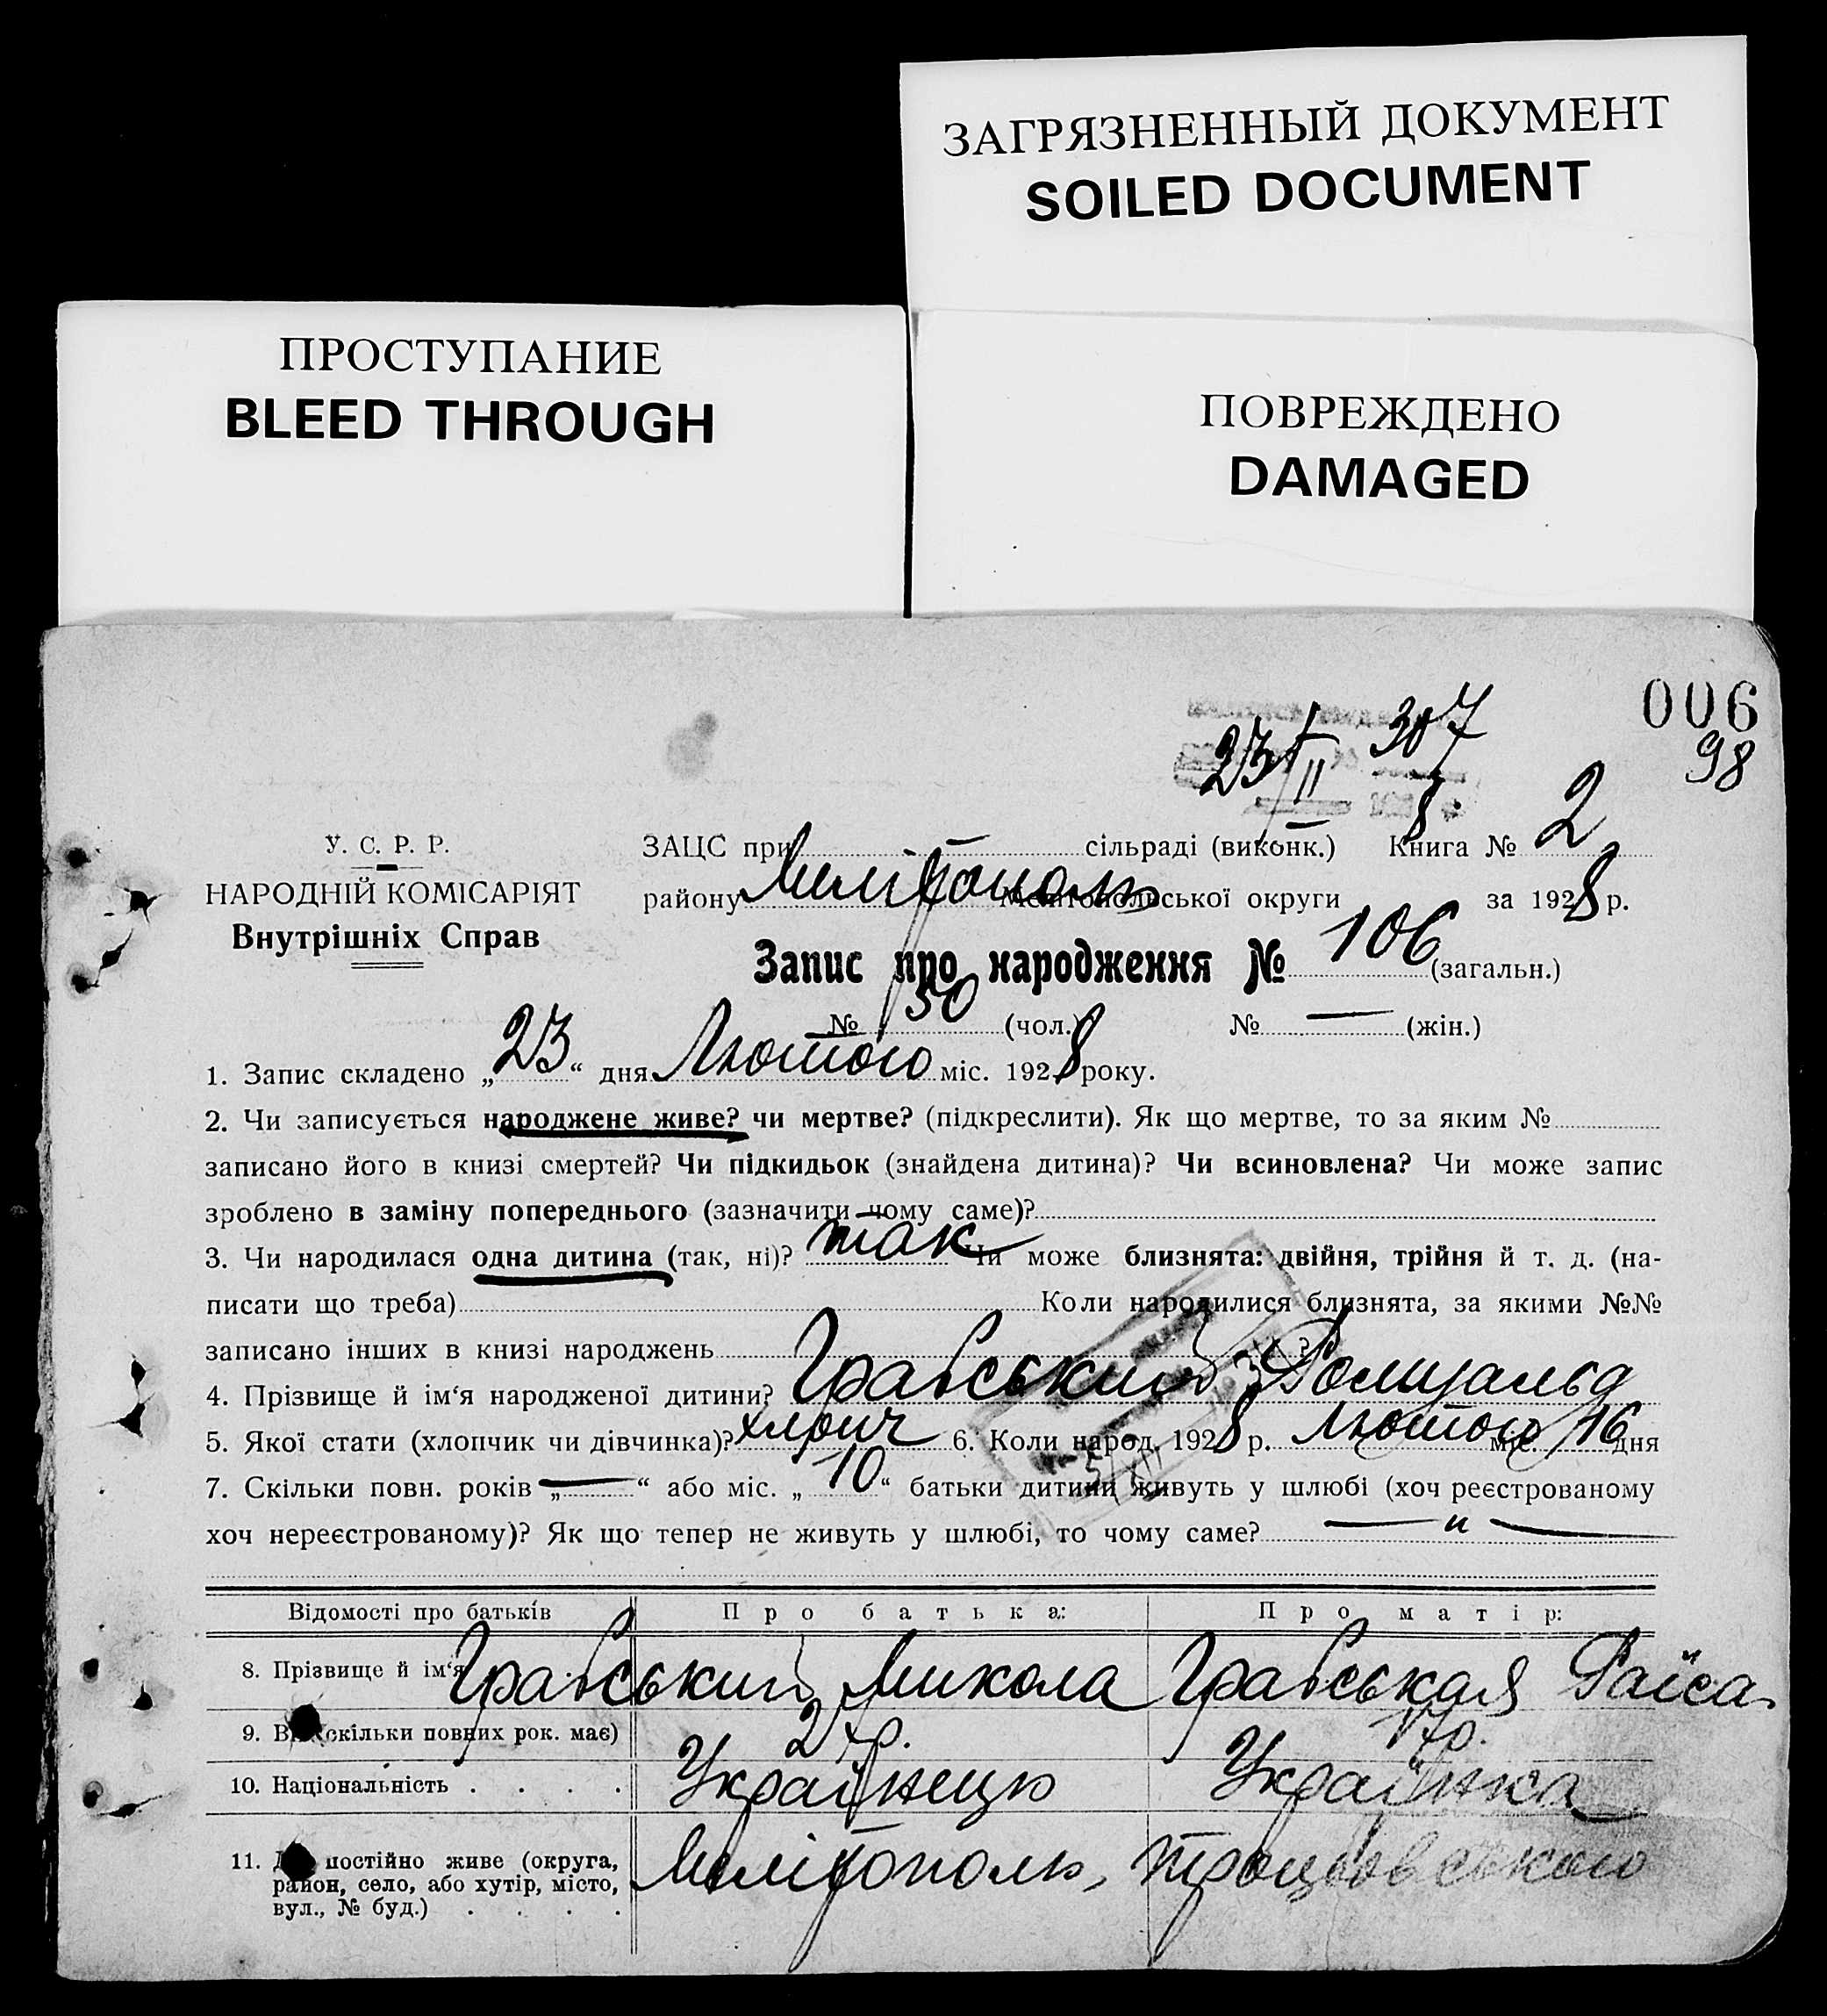 ЗАГРЯЗНЕННЫЙ ДОКУМЕНТ
SOILED DOCUMENT
ПРОСТУПАНИЕ
BLEED THROUGH
ПОВРЕЖДЕНО
DAMAGED
006
98
23/II 307
У. С. Р. Р.
НАРОДНІЙ КОМІСАРІЯТ
Внутрішніх Справ
ЗАЦС при сільраді (виконк.) Книга № 2
району Мелітополь Мелітопольської округи за 1928 р.
Запис про народження № 106 (загальн.)
№ 50 (чол.) № — (жін.)
1. Запис складено „23“ дня Лютого міс. 1928 року.
2. Чи записується народжене живе? чи мертве? (підкреслити). Як що мертве, то за яким №
записано його в книзі смертей? Чи підкидьок (знайдена дитина)? Чи всиновлена? Чи може запис
зроблено в заміну попереднього (зазначити чому саме)?
3. Чи народилася одна дитина (так, ні)? так Чи може близнята: двійня, трійня й т. д. (на-
писати що треба) Коли народилися близнята, за якими №№
записано інших в книзі народжень ?
4. Прізвище й ім‘я народженої дитини? Грабський Ромуальд
5. Якої стати (хлопчик чи дівчинка)? хлопч 6. Коли народ. 1928 р. Лютого міс. 16 дня
7. Скільки повн. років „—“ або міс. „10“ батьки дитини живуть у шлюбі (хоч реєстрованому
хоч нереєстрованому)? Як що тепер не живуть у шлюбі, то чому саме? — „ —
Відомості про батьків Про батька: Про матір:
8. Прізвище й ім‘я Грабський Микола Грабськая Раїса
9. Вік (скільки повних рок. має) р. р.
10. Національність . . . . Українець Українка
11. Де постійно живе (округа,
район, село, або хутір, місто,
вул., № буд.) . . . .
Мелітополь,